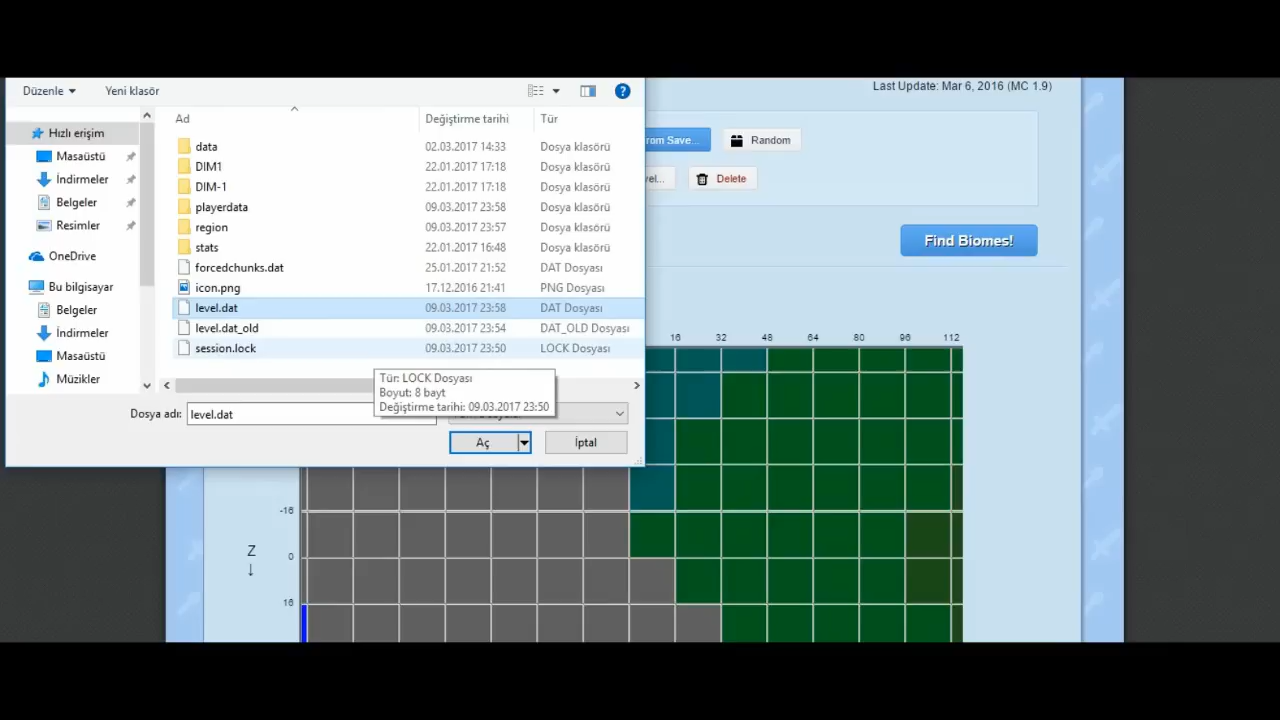 Düzenle
Yeni klasör
Last Update: Mar 6, 2016 (MC 1.9)
Ad
Değiştirme tarihi
Tür
Hızlı erişim
Masaüstü
İndirmeler
Belgeler
Resimler
OneDrive
Bu bilgisayar
Belgeler
İndirmeler
Masaüstü
Müzikler
data 02.03.2017 14:33 Dosya klasörü
DIM1 22.01.2017 17:18 Dosya klasörü
DIM-1 22.01.2017 17:18 Dosya klasörü
playerdata 09.03.2017 23:58 Dosya klasörü
region 09.03.2017 23:57 Dosya klasörü
stats 22.01.2017 16:48 Dosya klasörü
forcedchunks.dat 25.01.2017 21:52 DAT Dosyası
icon.png 17.12.2016 21:41 PNG Dosyası
level.dat 09.03.2017 23:58 DAT Dosyası
level.dat_old 09.03.2017 23:54 DAT_OLD Dosyası
session.lock 09.03.2017 23:50 LOCK Dosyası
Tür: LOCK Dosyası
Boyut: 8 bayt
Değiştirme tarihi: 09.03.2017 23:50
Dosya adı: level.dat
Aç
İptal
Save...
Random
Delete
Find Biomes!
16 32 48 64 80 96 112
-16
Z
↓
0
16